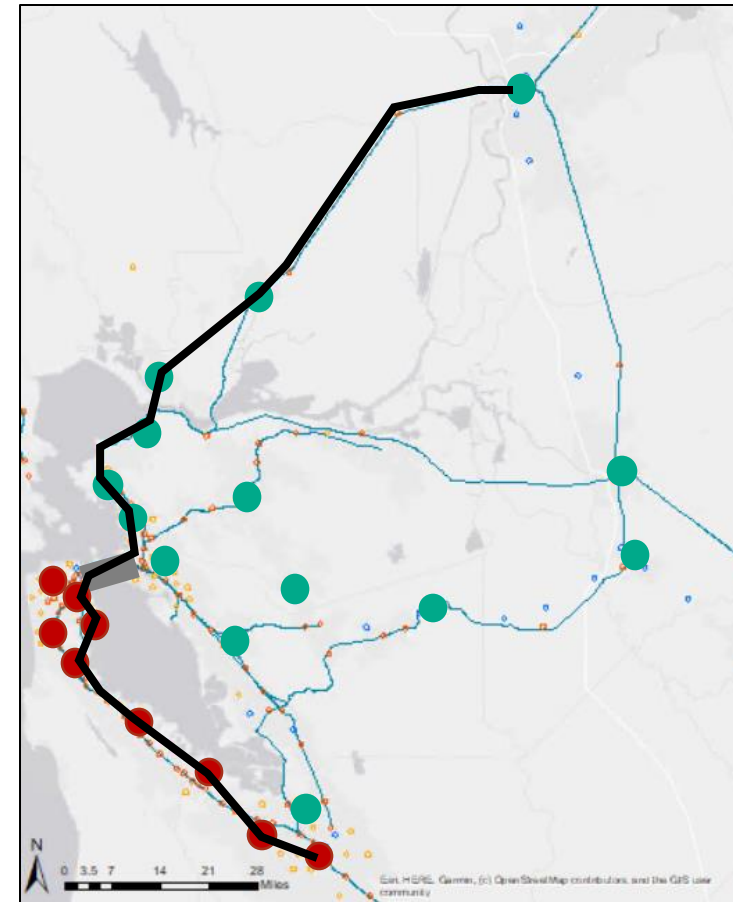 N
0 3.5 7 14 21 28
Miles
Esri, HERE, Garmin, (c) OpenStreetMap contributors, and the GIS user
community